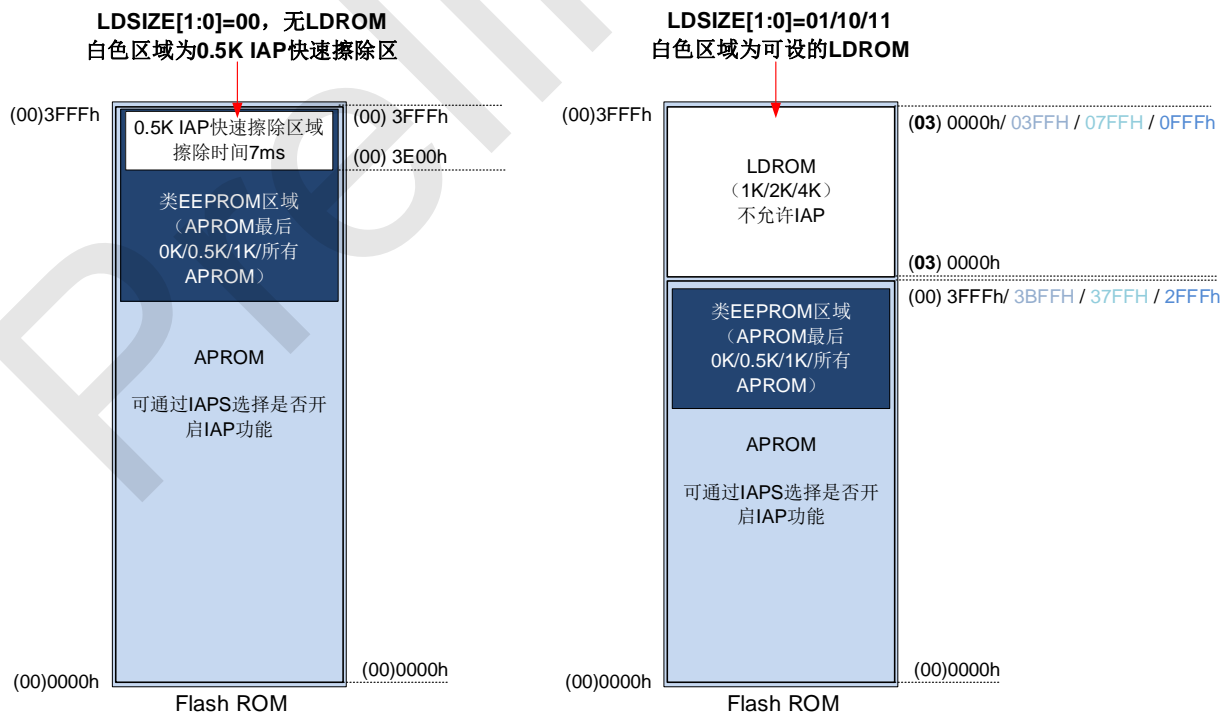 LDSIZE[1:0]=00，无LDROM
白色区域为0.5K IAP快速擦除区
(00)3FFFh
0.5K IAP快速擦除区域
擦除时间7ms
(00) 3FFFh
(00) 3E00h
类EEPROM区域
（APROM最后
0K/0.5K/1K/所有
APROM）
APROM
可通过IAPS选择是否开
启IAP功能
(00)0000h
(00)0000h
Flash ROM
LDSIZE[1:0]=01/10/11
白色区域为可设的LDROM
(00)3FFFh
(03) 0000h/ 03FFH / 07FFH / 0FFFh
LDROM
（1K/2K/4K）
不允许IAP
(03) 0000h
(00) 3FFFh/ 3BFFH / 37FFH / 2FFFh
类EEPROM区域
（APROM最后
0K/0.5K/1K/所有
APROM）
APROM
可通过IAPS选择是否开
启IAP功能
(00)0000h
(00)0000h
Flash ROM
Preli